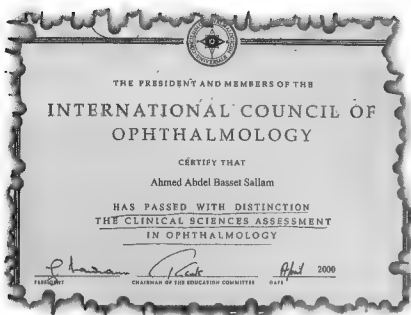 THE PRESIDENT AND MEMBERS OF THE
INTERNATIONAL COUNCIL OF
OPHTHALMOLOGY
CERTIFY THAT
Ahmed Abdel Basset Sallam
HAS PASSED WITH DISTINCTION
THE CLINICAL SCIENCES ASSESSMENT
IN OPHTHALMOLOGY
April 2000
PRESIDENT CHAIRMAN OF THE EDUCATION COMMITTEE DATE